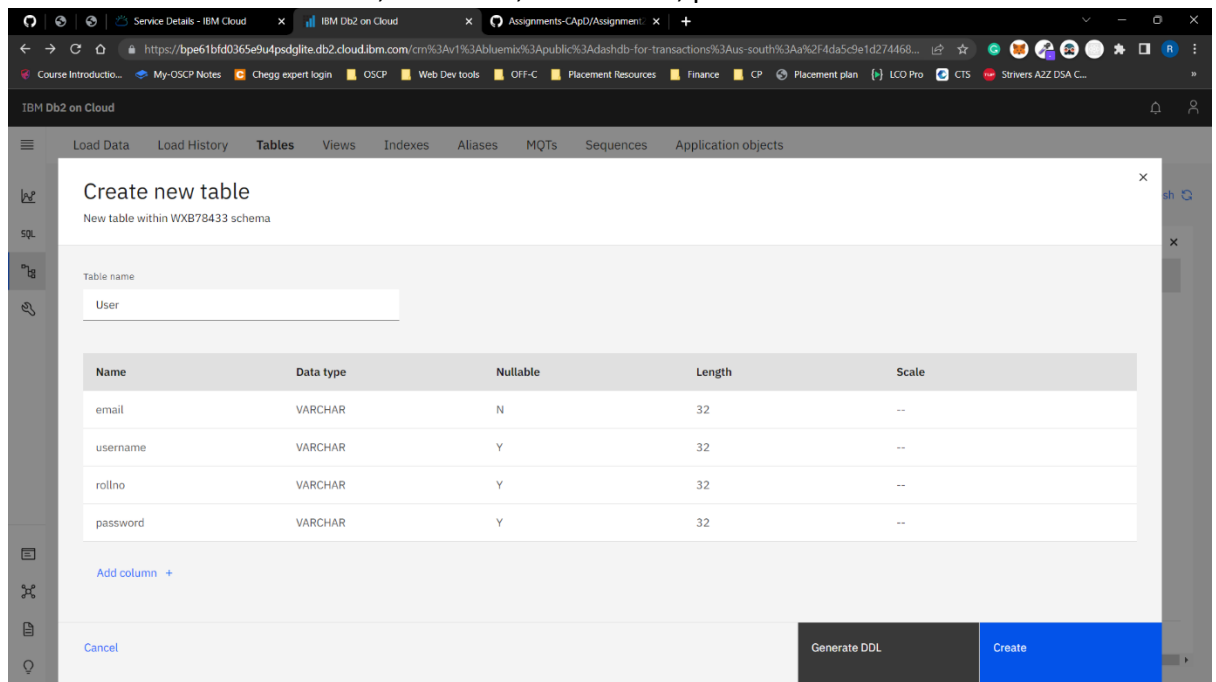 Service Details - IBM Cloud
IBM Db2 on Cloud
Assignments-CApD/Assignment
https://bpe61bfd0365e9u4psdglite.db2.cloud.ibm.com/crn%3Av1%3Abluemix%3Apublic%3Adashdb-for-transactions%3Aus-south%3Aa%2F4da5c9e1d274468...
R
Course Introductio...
My-OSCP Notes
Chegg expert login
OSCP
Web Dev tools
OFF-C
Placement Resources
Finance
CP
Placement plan
LCO Pro
CTS
Strivers A2Z DSA C...
IBM Db2 on Cloud
Load Data
Load History
Tables
Views
Indexes
Aliases
MQTs
Sequences
Application objects
SQL
Create new table
New table within WXB78433 schema
sh
Table name
User
Name Data type Nullable Length Scale
email VARCHAR N 32 --
username VARCHAR Y 32 --
rollno VARCHAR Y 32 --
password VARCHAR Y 32 --
Add column +
Cancel
Generate DDL
Create